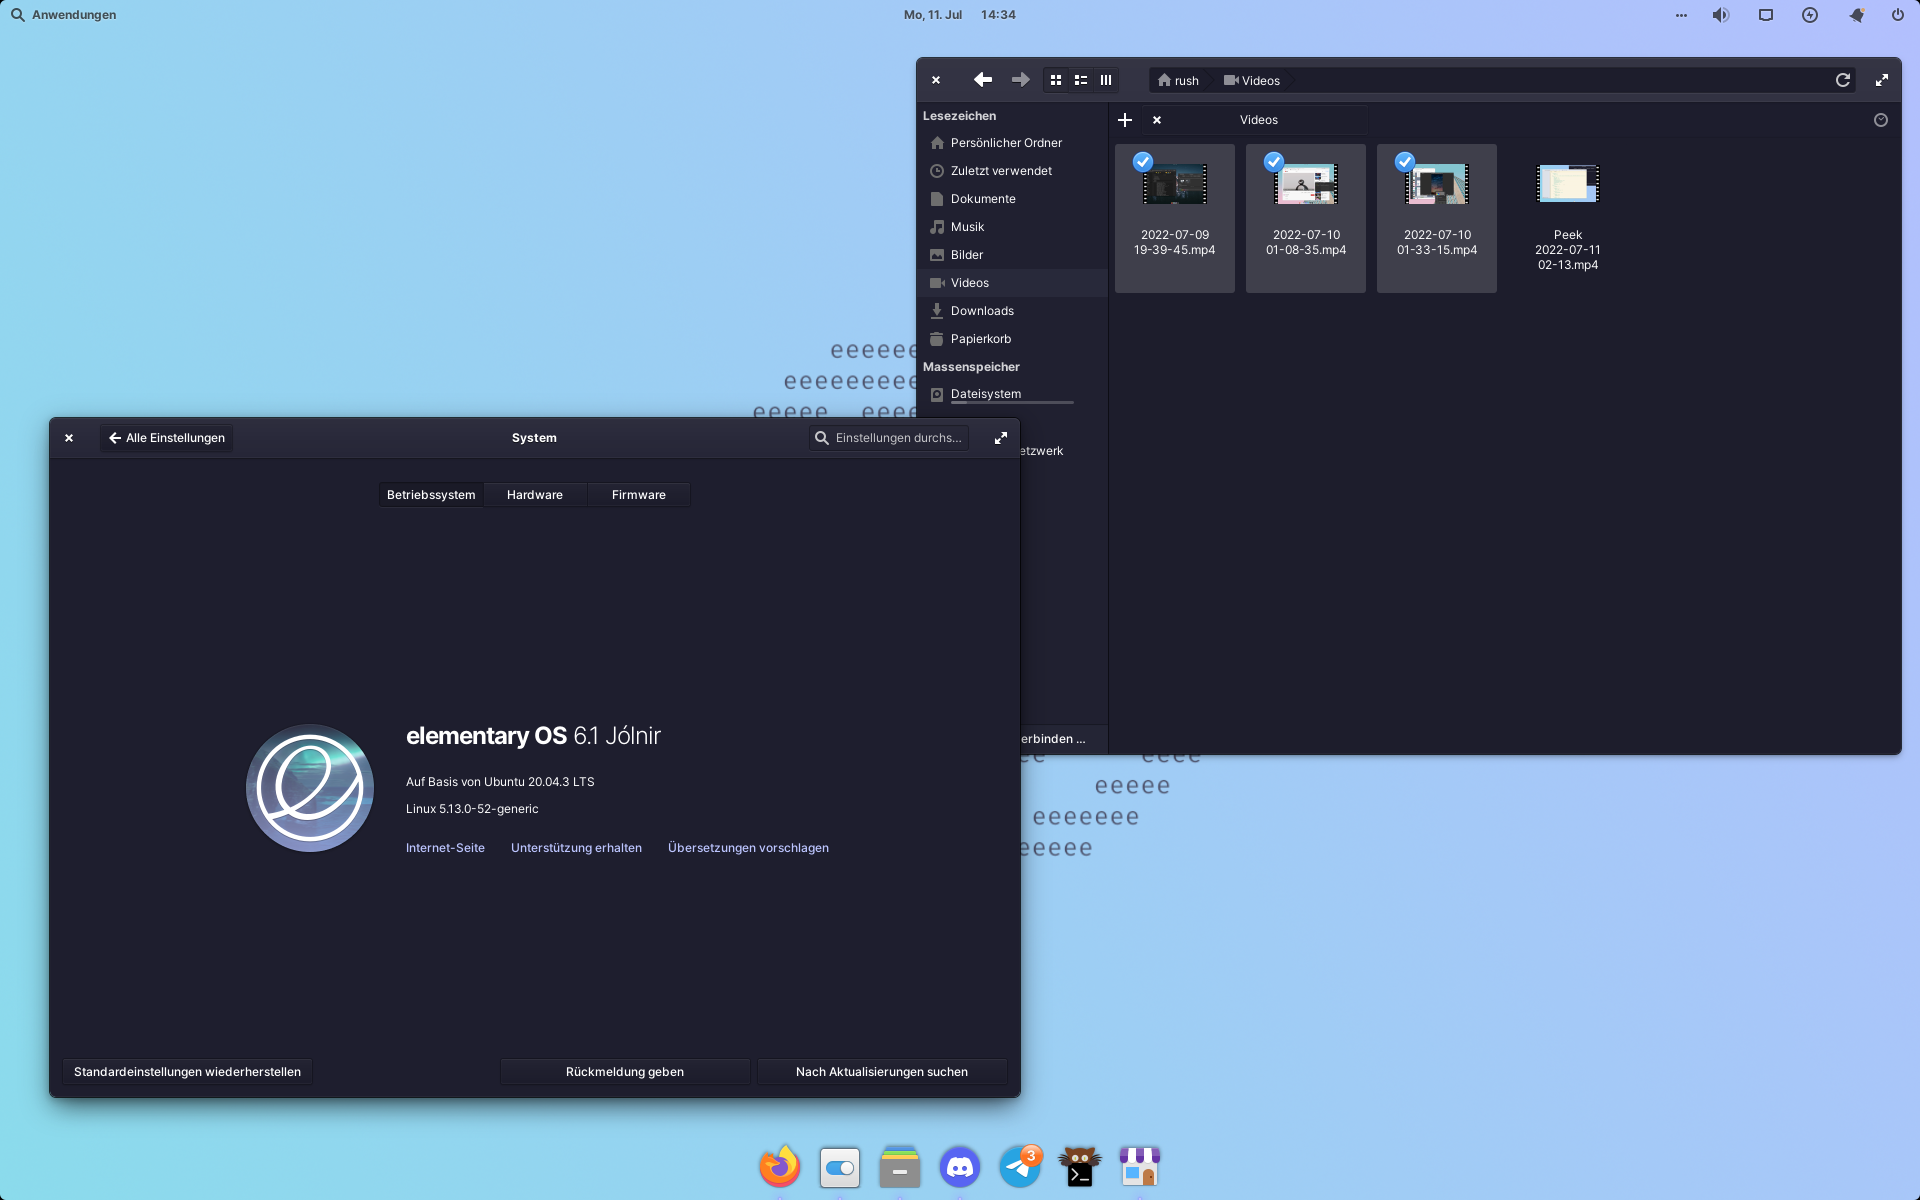 Anwendungen
Mo, 11. Jul 14:34
rush Videos
Lesezeichen
Persönlicher Ordner
Zuletzt verwendet
Dokumente
Musik
Bilder
Videos
Downloads
Papierkorb
Massenspeicher
Dateisystem
etzwerk
erbinden ...
Videos
2022-07-09
19-39-45.mp4
2022-07-10
01-08-35.mp4
2022-07-10
01-33-15.mp4
Peek
2022-07-11
02-13.mp4
eeeeee
eeeeeeeee
eeeee eeee
Alle Einstellungen
System
Einstellungen durchs...
Betriebssystem Hardware Firmware
elementary OS 6.1 Jólnir
Auf Basis von Ubuntu 20.04.3 LTS
Linux 5.13.0-52-generic
Internet-Seite Unterstützung erhalten Übersetzungen vorschlagen
Standardeinstellungen wiederherstellen
Rückmeldung geben
Nach Aktualisierungen suchen
ee eeee
eeeee
eeeeeee
eeeee
3